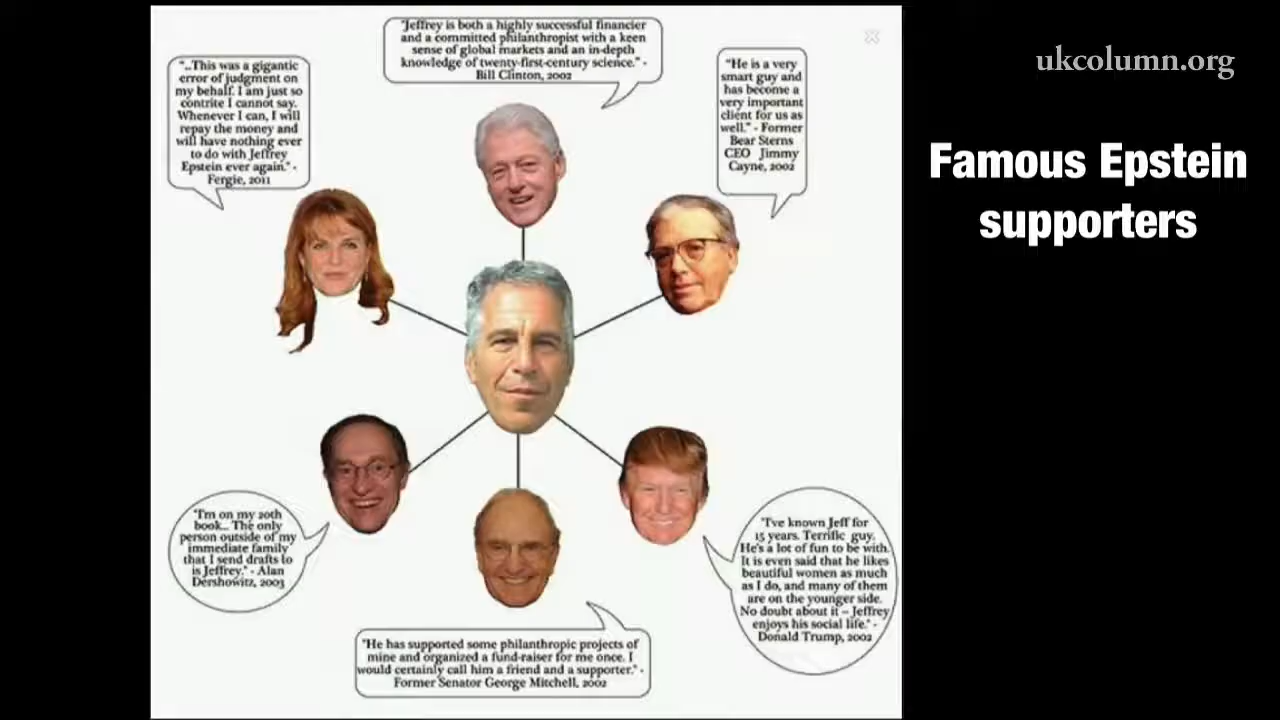 "Jeffrey is both a highly successful financier
and a committed philanthropist with a keen
sense of global markets and an in-depth
knowledge of twenty-first-century science." -
Bill Clinton, 2002
ukcolumn.org
"...This was a gigantic
error of judgment on
my behalf. I am just so
contrite I cannot say.
Whenever I can, I will
repay the money and
will have nothing ever
to do with Jeffrey
Epstein ever again." -
Fergie, 2011
"He is a very
smart guy and
has become a
very important
client for us as
well." - Former
Bear Sterns
CEO Jimmy
Cayne, 2002
Famous Epstein
supporters
"I'm on my 20th
book... The only
person outside of my
immediate family
that I send drafts to
is Jeffrey." - Alan
Dershowitz, 2003
"I've known Jeff for
15 years. Terrific guy.
He's a lot of fun to be with.
It is even said that he likes
beautiful women as much
as I do, and many of them
are on the younger side.
No doubt about it – Jeffrey
enjoys his social life." -
Donald Trump, 2002
"He has supported some philanthropic projects of
mine and organized a fund-raiser for me once. I
would certainly call him a friend and a supporter." -
Former Senator George Mitchell, 2002